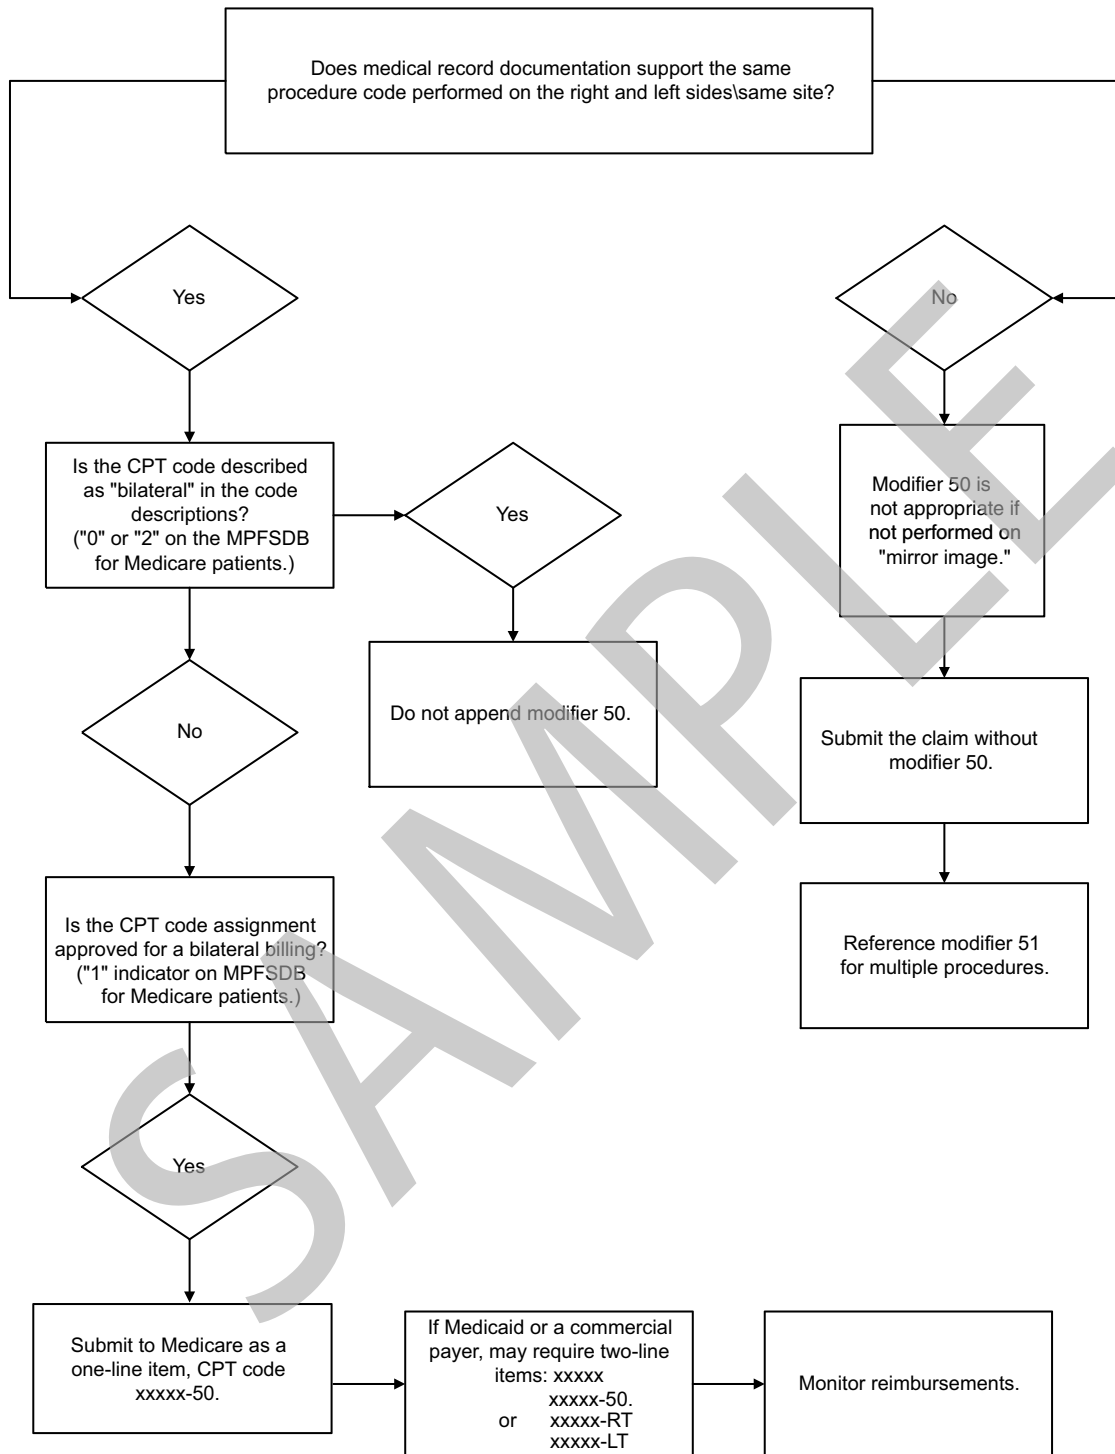 Does medical record documentation support the same
procedure code performed on the right and left sides\same site?
Yes
No
Is the CPT code described
as "bilateral" in the code
descriptions?
("0" or "2" on the MPFSDB
for Medicare patients.)
Yes
Modifier 50 is
not appropriate if
not performed on
"mirror image."
No
Do not append modifier 50.
Submit the claim without
modifier 50.
Is the CPT code assignment
approved for a bilateral billing?
("1" indicator on MPFSDB
for Medicare patients.)
Reference modifier 51
for multiple procedures.
Yes
Submit to Medicare as a
one-line item, CPT code
xxxxx-50.
If Medicaid or a commercial
payer, may require two-line
items: xxxxx
xxxxx-50.
or xxxxx-RT
xxxxx-LT
Monitor reimbursements.
SAMPLE